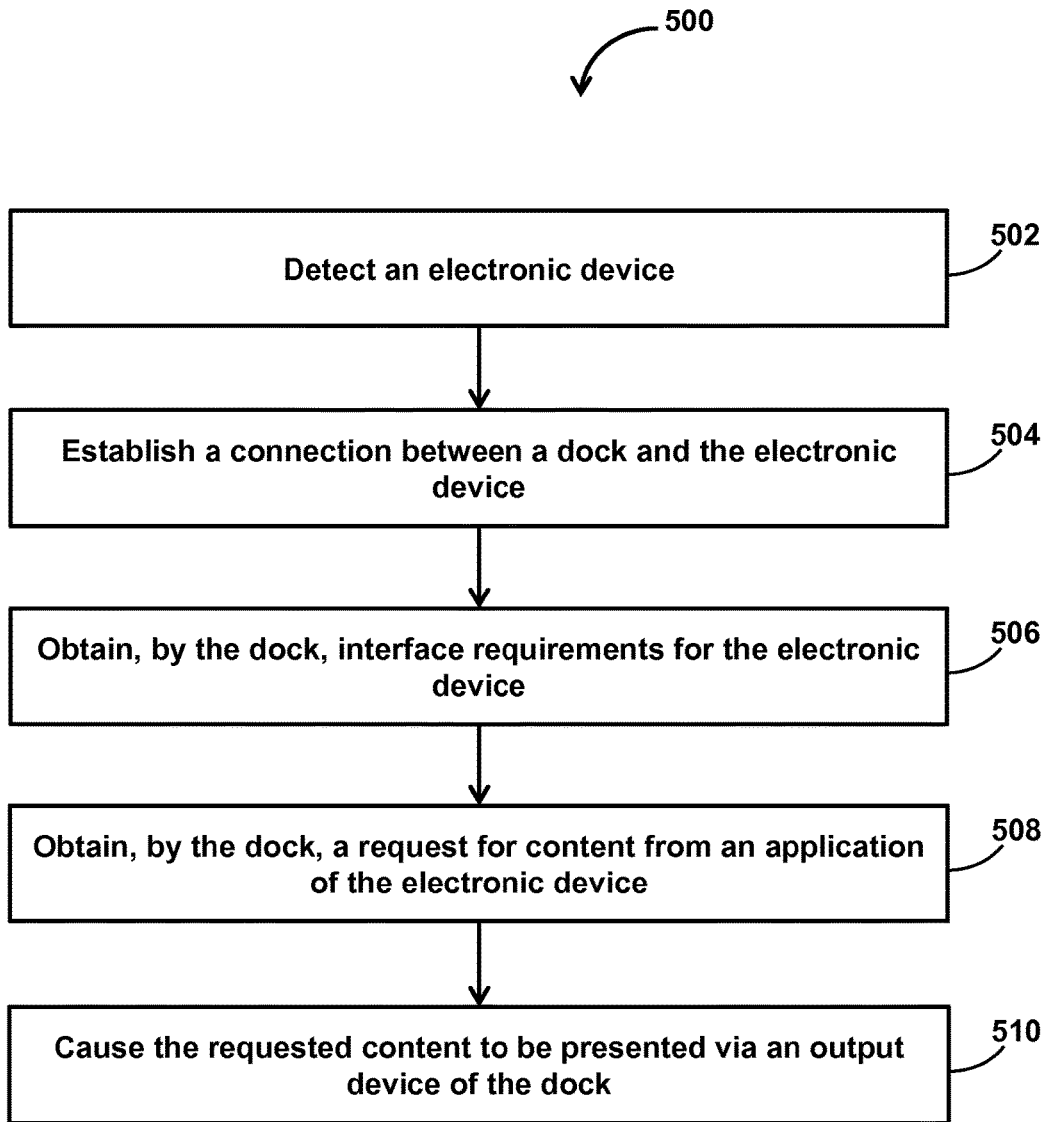 500
Detect an electronic device
502
Establish a connection between a dock and the electronic
device
504
Obtain, by the dock, interface requirements for the electronic
device
506
Obtain, by the dock, a request for content from an application
of the electronic device
508
Cause the requested content to be presented via an output
device of the dock
510